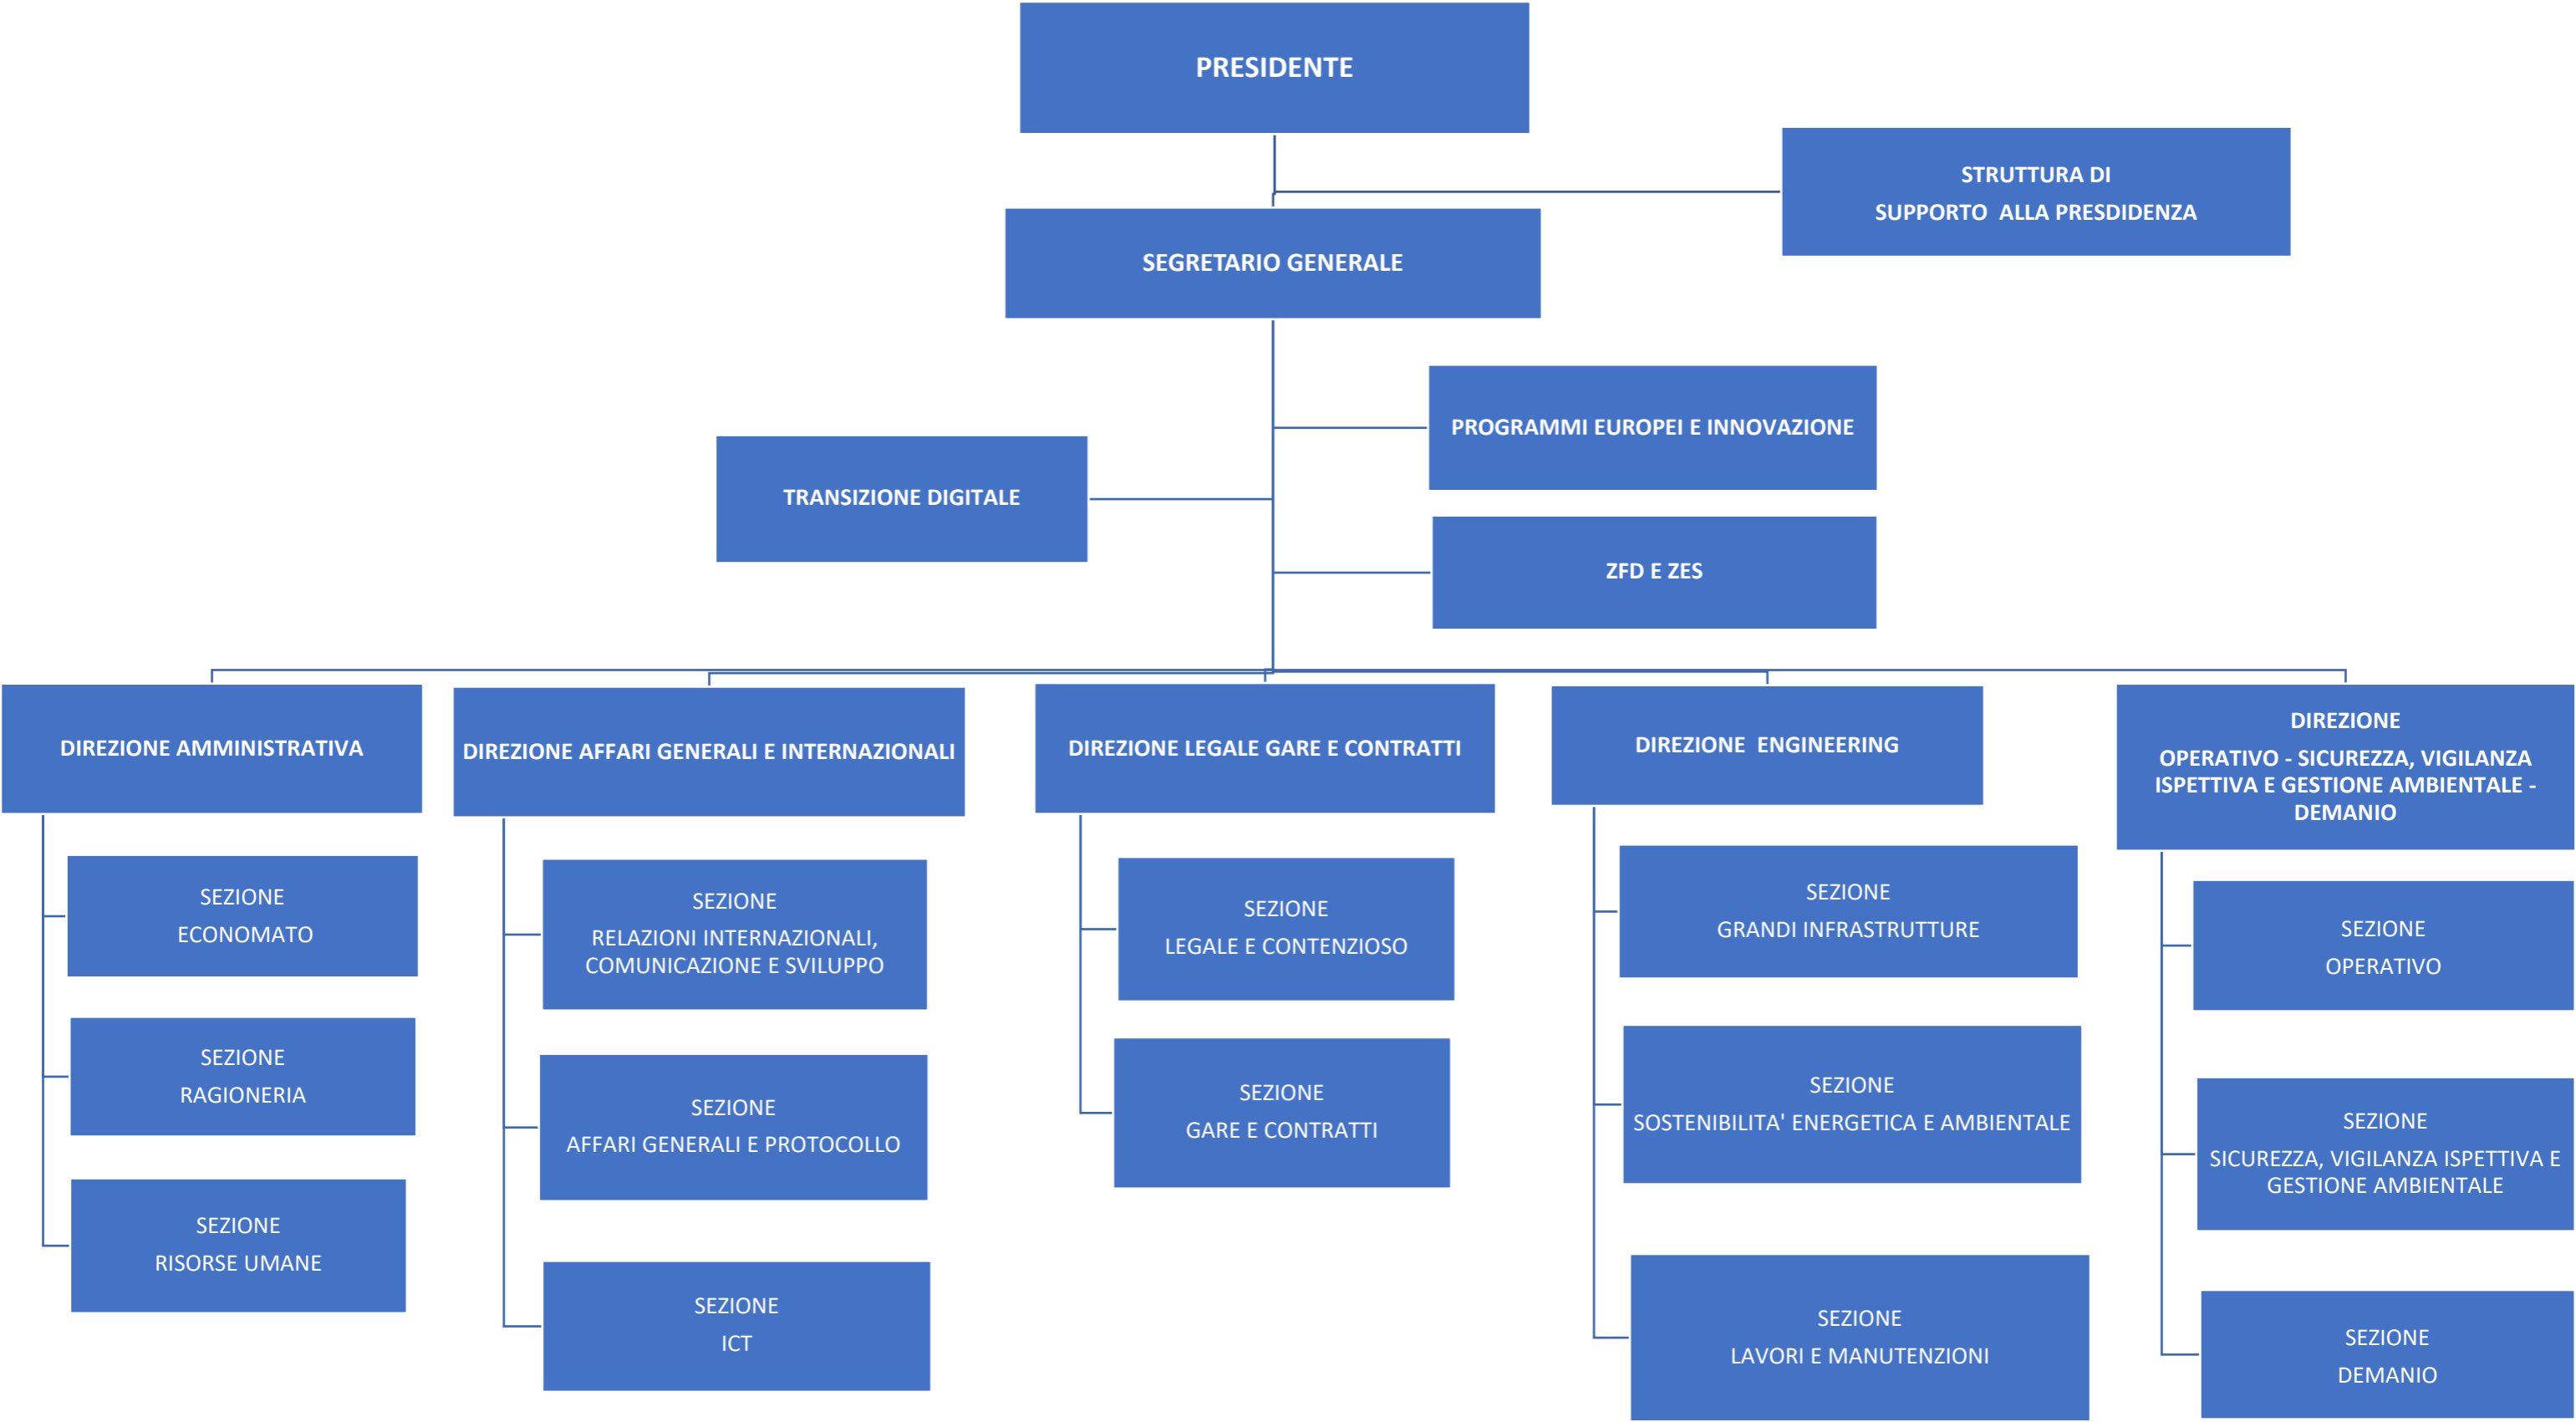 PRESIDENTE
STRUTTURA DI
SUPPORTO  ALLA PRESDIDENZA
SEGRETARIO GENERALE
PROGRAMMI EUROPEI E INNOVAZIONE
TRANSIZIONE DIGITALE
ZFD E ZES
DIREZIONE AMMINISTRATIVA
SEZIONE
ECONOMATO
SEZIONE
RAGIONERIA
SEZIONE
RISORSE UMANE
DIREZIONE AFFARI GENERALI E INTERNAZIONALI
SEZIONE
RELAZIONI INTERNAZIONALI,
COMUNICAZIONE E SVILUPPO
SEZIONE
AFFARI GENERALI E PROTOCOLLO
SEZIONE
ICT
DIREZIONE LEGALE GARE E CONTRATTI
SEZIONE
LEGALE E CONTENZIOSO
SEZIONE
GARE E CONTRATTI
DIREZIONE  ENGINEERING
SEZIONE
GRANDI INFRASTRUTTURE
SEZIONE
SOSTENIBILITA' ENERGETICA E AMBIENTALE
SEZIONE
LAVORI E MANUTENZIONI
DIREZIONE
OPERATIVO - SICUREZZA, VIGILANZA
ISPETTIVA E GESTIONE AMBIENTALE -
DEMANIO
SEZIONE
OPERATIVO
SEZIONE
SICUREZZA, VIGILANZA ISPETTIVA E
GESTIONE AMBIENTALE
SEZIONE
DEMANIO